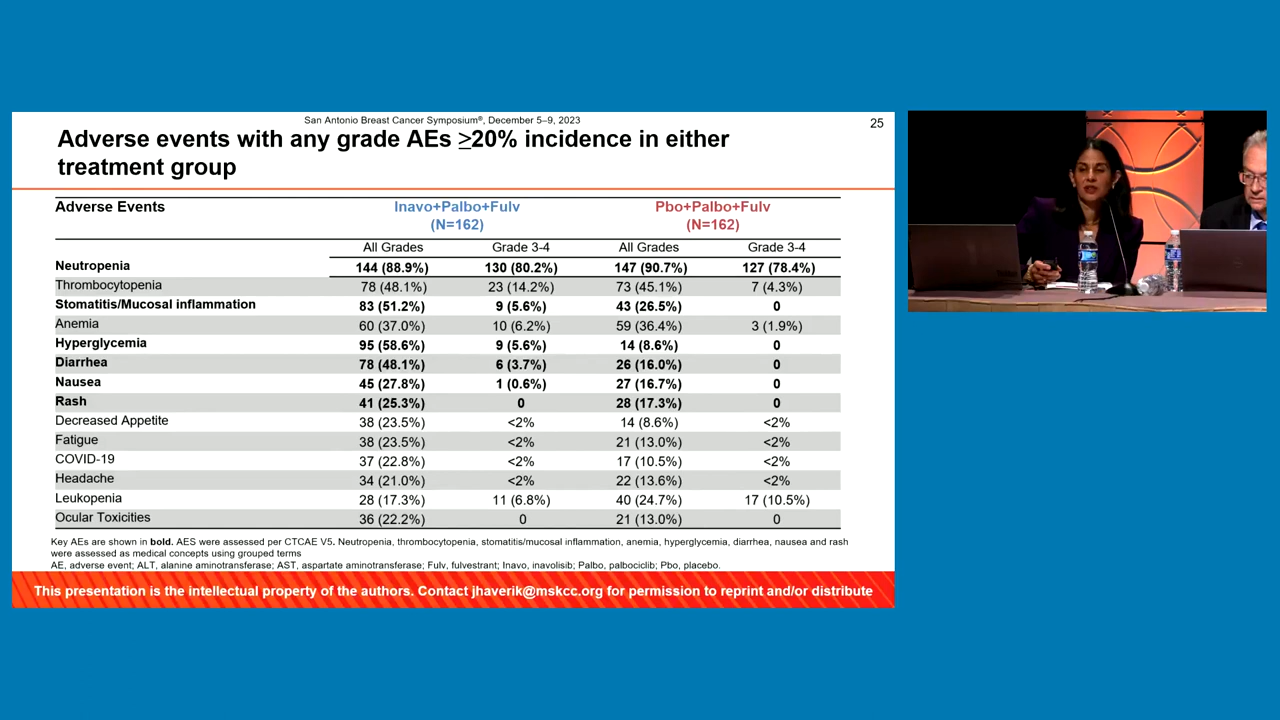 San Antonio Breast Cancer Symposium®, December 5–9, 2023
25
Adverse events with any grade AEs ≥20% incidence in either
treatment group
Adverse Events Inavo+Palbo+Fulv Pbo+Palbo+Fulv
(N=162) (N=162)
All Grades Grade 3-4 All Grades Grade 3-4
Neutropenia 144 (88.9%) 130 (80.2%) 147 (90.7%) 127 (78.4%)
Thrombocytopenia 78 (48.1%) 23 (14.2%) 73 (45.1%) 7 (4.3%)
Stomatitis/Mucosal inflammation 83 (51.2%) 9 (5.6%) 43 (26.5%) 0
Anemia 60 (37.0%) 10 (6.2%) 59 (36.4%) 3 (1.9%)
Hyperglycemia 95 (58.6%) 9 (5.6%) 14 (8.6%) 0
Diarrhea 78 (48.1%) 6 (3.7%) 26 (16.0%) 0
Nausea 45 (27.8%) 1 (0.6%) 27 (16.7%) 0
Rash 41 (25.3%) 0 28 (17.3%) 0
Decreased Appetite 38 (23.5%) <2% 14 (8.6%) <2%
Fatigue 38 (23.5%) <2% 21 (13.0%) <2%
COVID-19 37 (22.8%) <2% 17 (10.5%) <2%
Headache 34 (21.0%) <2% 22 (13.6%) <2%
Leukopenia 28 (17.3%) 11 (6.8%) 40 (24.7%) 17 (10.5%)
Ocular Toxicities 36 (22.2%) 0 21 (13.0%) 0
Key AEs are shown in bold. AES were assessed per CTCAE V5. Neutropenia, thrombocytopenia, stomatitis/mucosal inflammation, anemia, hyperglycemia, diarrhea, nausea and rash
were assessed as medical concepts using grouped terms
AE, adverse event; ALT, alanine aminotransferase; AST, aspartate aminotransferase; Fulv, fulvestrant; Inavo, inavolisib; Palbo, palbociclib; Pbo, placebo.
This presentation is the intellectual property of the authors. Contact jhaverik@mskcc.org for permission to reprint and/or distribute